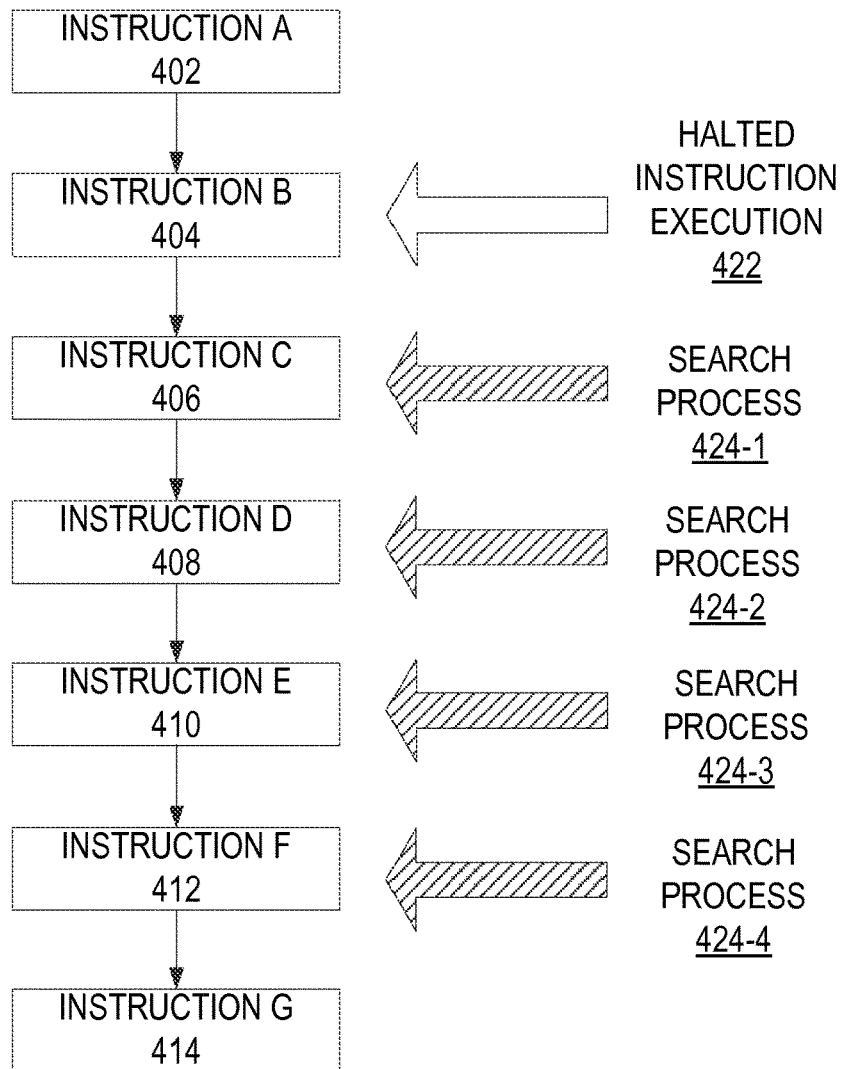 INSTRUCTION A
402
INSTRUCTION B
404
HALTED
INSTRUCTION
EXECUTION
422
INSTRUCTION C
406
SEARCH
PROCESS
424-1
INSTRUCTION D
408
SEARCH
PROCESS
424-2
INSTRUCTION E
410
SEARCH
PROCESS
424-3
INSTRUCTION F
412
SEARCH
PROCESS
424-4
INSTRUCTION G
414